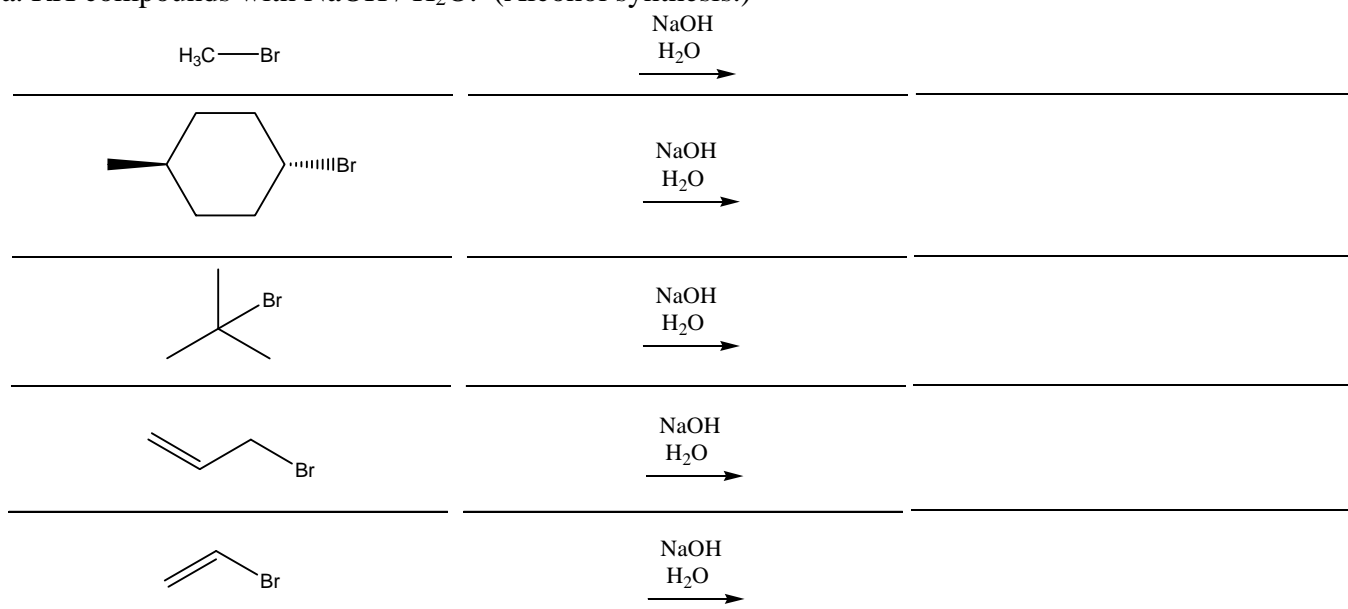 a. RX compounds with NaOH / H₂O: (Alcohol synthesis.)
NaOH
H₃C Br
H₂O
NaOH
Br
H₂O
NaOH
Br
H₂O
NaOH
H₂O
Br
NaOH
H₂O
Br